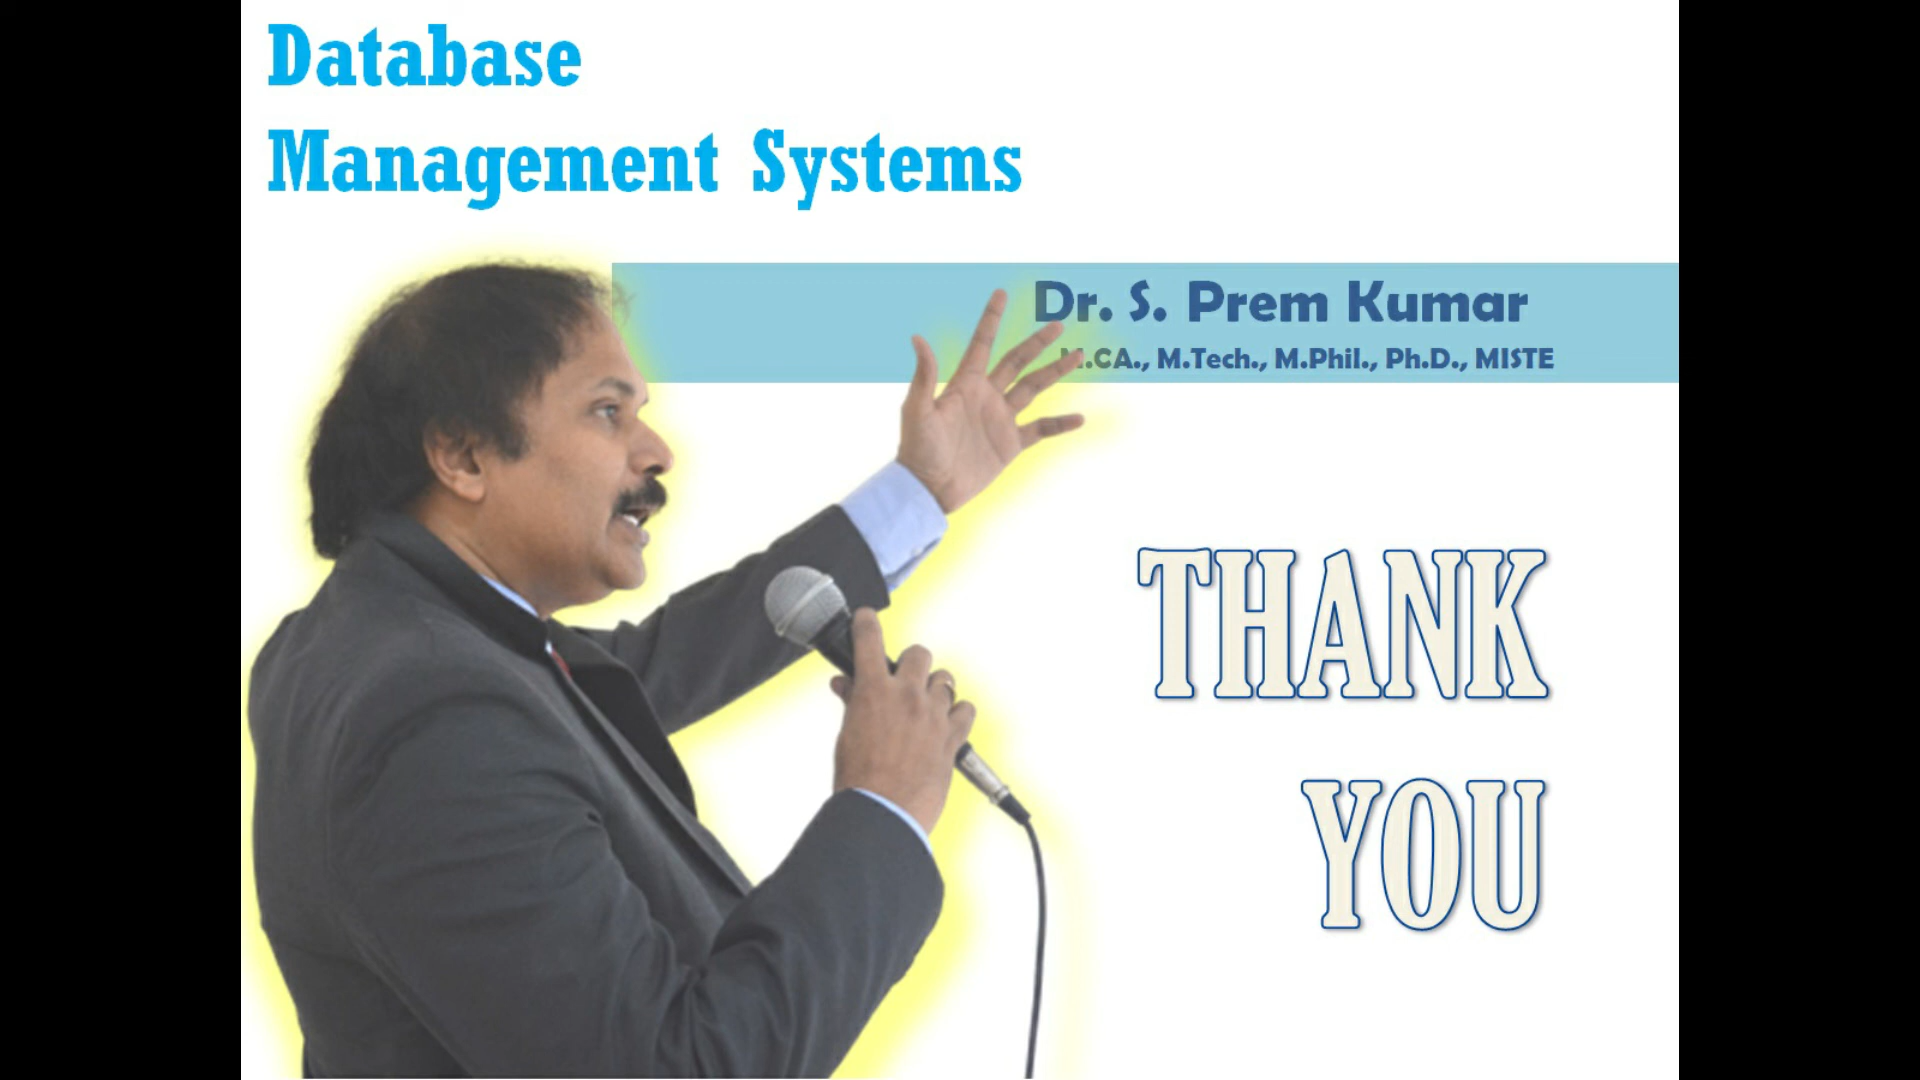 Database
Management Systems
Dr. S. Prem Kumar
M.CA., M.Tech., M.Phil., Ph.D., MISTE
THANK
YOU